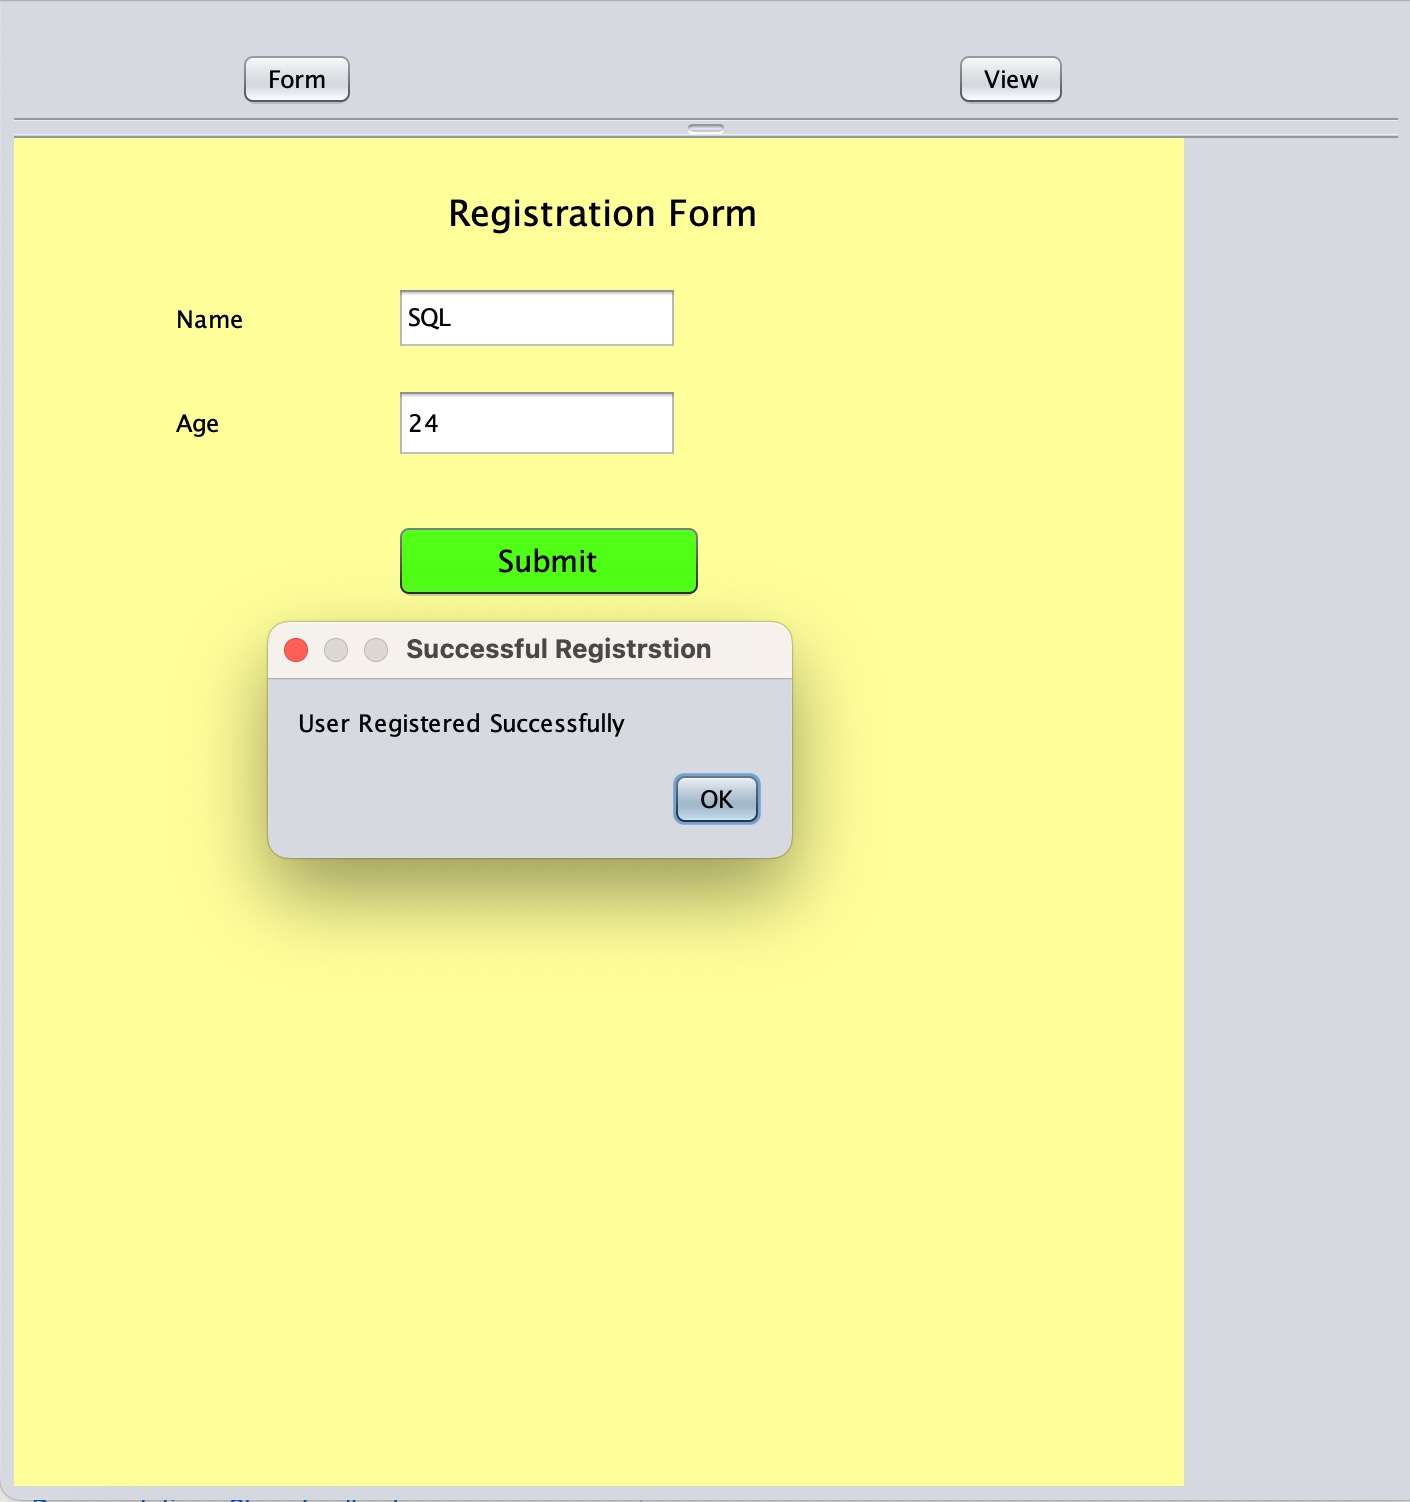 Form View
Registration Form
Name SQL
Age 24
Submit
Successful Registrstion
User Registered Successfully
OK